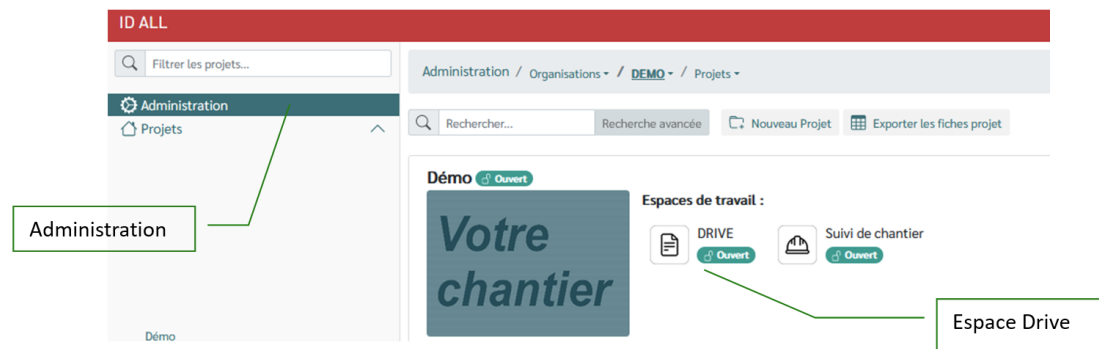 ID ALL
Filtrer les projets...
Administration / Organisations / DEMO / Projets
Administration
Projets
Rechercher... Recherche avancée Nouveau Projet Exporter les fiches projet
Démo Ouvert
Votre
chantier
Espaces de travail :
DRIVE
Ouvert
Suivi de chantier
Ouvert
Administration
Espace Drive
Démo